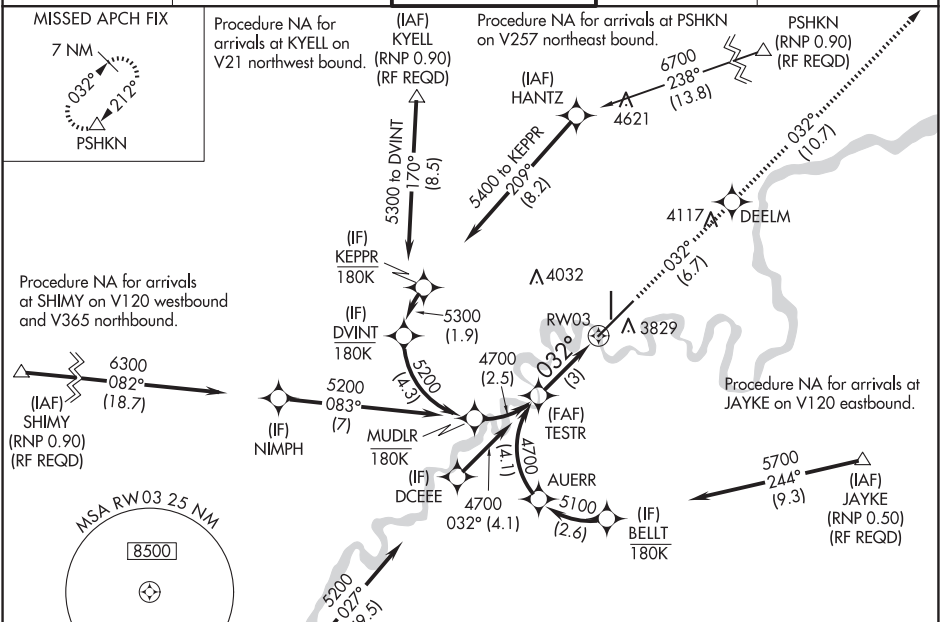 MISSED APCH FIX
7 NM
032°
212°
PSHKN
Procedure NA for
arrivals at KYELL on
V21 northwest bound.
(IAF)
KYELL
(RNP 0.90)
(RF REQD)
Procedure NA for arrivals at PSHKN
on V257 northeast bound.
PSHKN
(RNP 0.90)
(RF REQD)
6700
238°
(13.8)
(IAF)
HANTZ
4621
5300 to DVINT
170°
(8.5)
5400 to KEPPR
209°
(8.2)
032°
(10.7)
4117
DEELM
032°
(6.7)
(IF)
KEPPR
180K
4032
Procedure NA for arrivals
at SHIMY on V120 westbound
and V365 northbound.
5300
(1.9)
(IF)
DVINT
180K
RW03
3829
032°
(3)
4700
(2.5)
5200
(4.3)
6300
082°
(18.7)
(IAF)
SHIMY
(RNP 0.90)
(RF REQD)
5200
083°
(7)
(IF)
NIMPH
MUDLR
180K
(FAF)
TESTR
Procedure NA for arrivals at
JAYKE on V120 eastbound.
4700
(4.1)
(IF)
DCEEE
4700
032° (4.1)
AUERR
5100
(2.6)
(IF)
BELLT
180K
5700
244°
(9.3)
(IAF)
JAYKE
(RNP 0.50)
(RF REQD)
MSA RW03 25 NM
8500
5200
027°